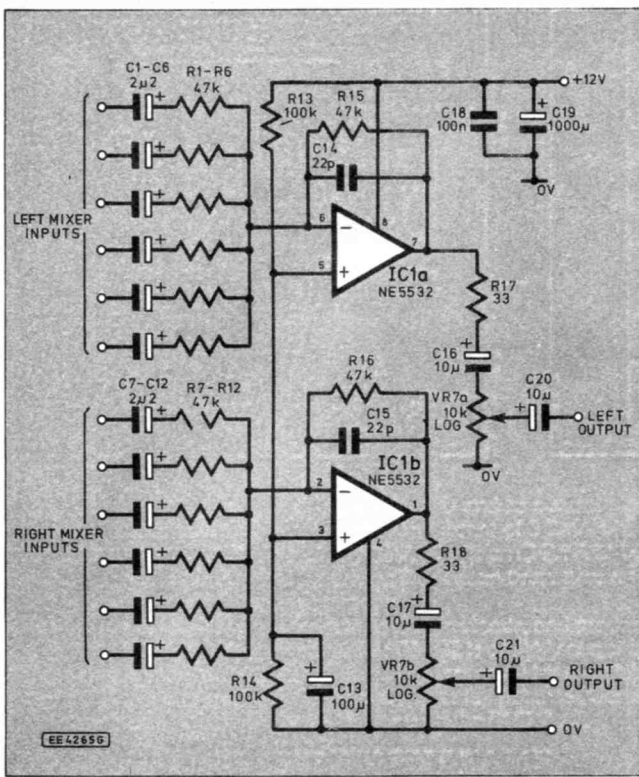 C1-C6
2µ2
R1-R6
47k
R13
100k
R15
47k
C14
22p
+12V
C18
100n
C19
1000µ
0V
LEFT MIXER
INPUTS
6
5
8
7
IC1a
NE5532
R17
33
C16
10µ
VR7a
10k
LOG
C20
10µ
LEFT
OUTPUT
0V
C7-C12
2µ2
R7-R12
47k
R16
47k
C15
22p
IC1b
NE5532
2
3
1
4
RIGHT MIXER
INPUTS
R18
33
C17
10µ
R14
100k
C13
100µ
VR7b
10k
LOG.
C21
10µ
RIGHT
OUTPUT
0V
EE4265G